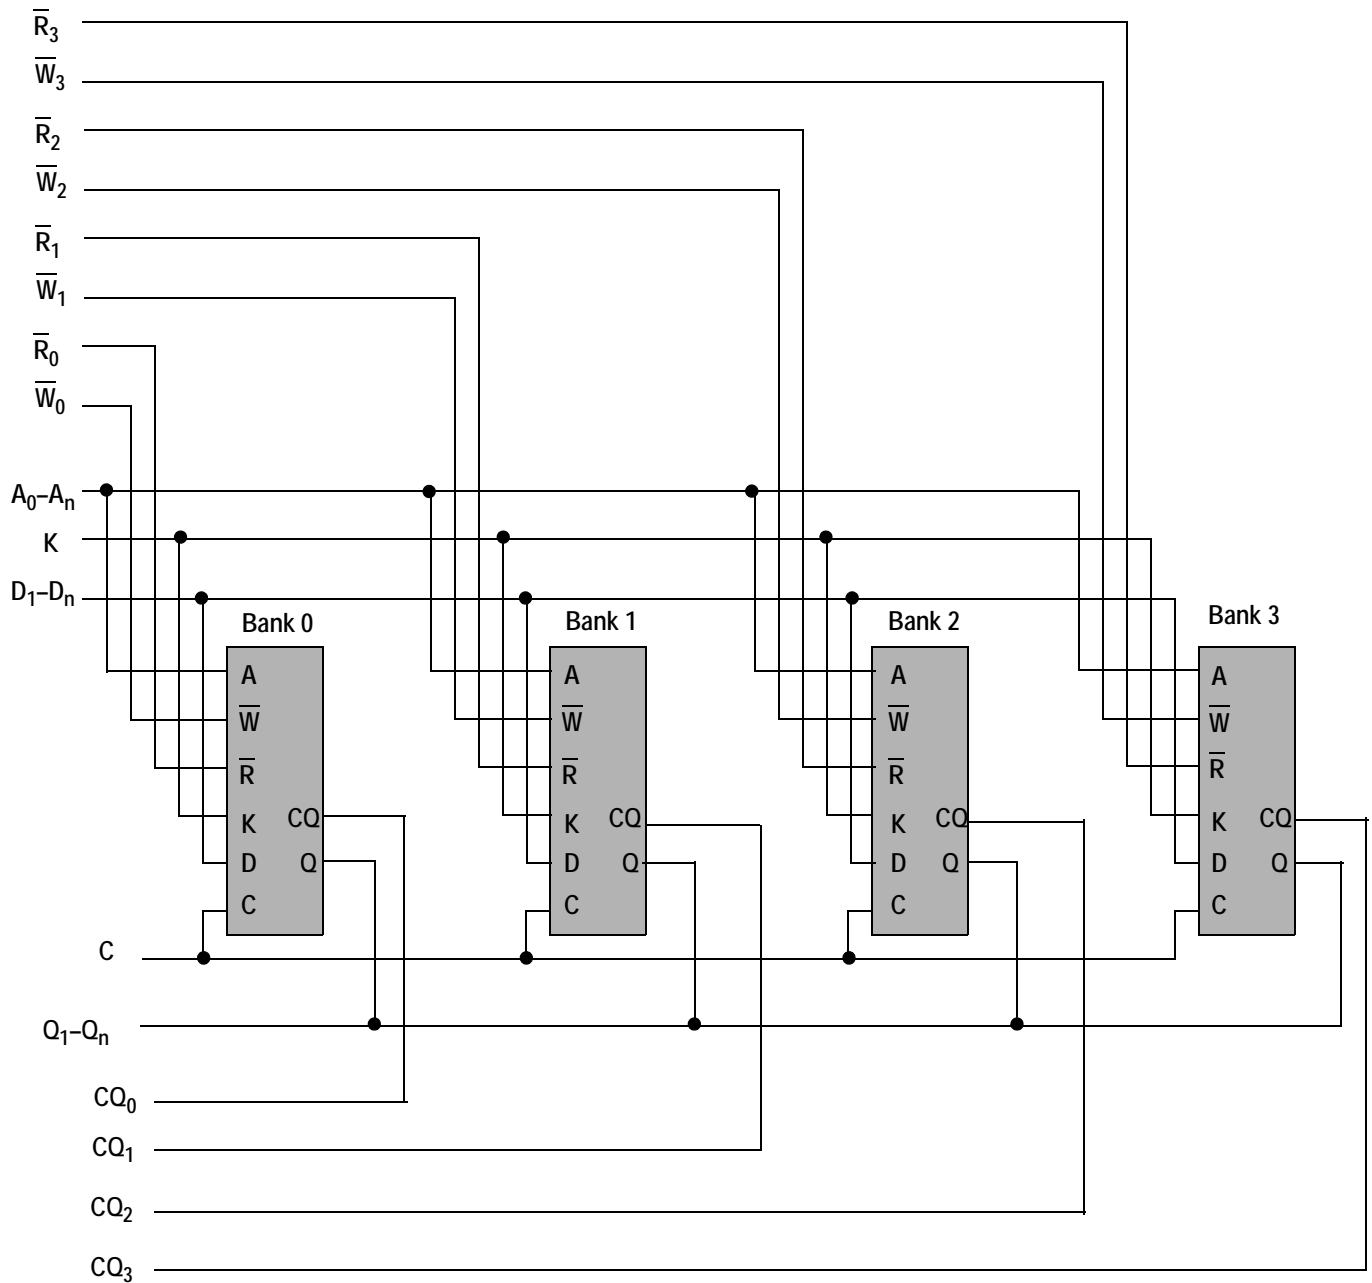 R̅₃
W̅₃
R̅₂
W̅₂
R̅₁
W̅₁
R̅₀
W̅₀
A₀–Aₙ
K
D₁–Dₙ
Bank 0
A
W̅
R̅
K
CQ
D
Q
C
Bank 1
A
W̅
R̅
K
CQ
D
Q
C
Bank 2
A
W̅
R̅
K
CQ
D
Q
C
Bank 3
A
W̅
R̅
K
CQ
D
Q
C
C
Q₁–Qₙ
CQ₀
CQ₁
CQ₂
CQ₃